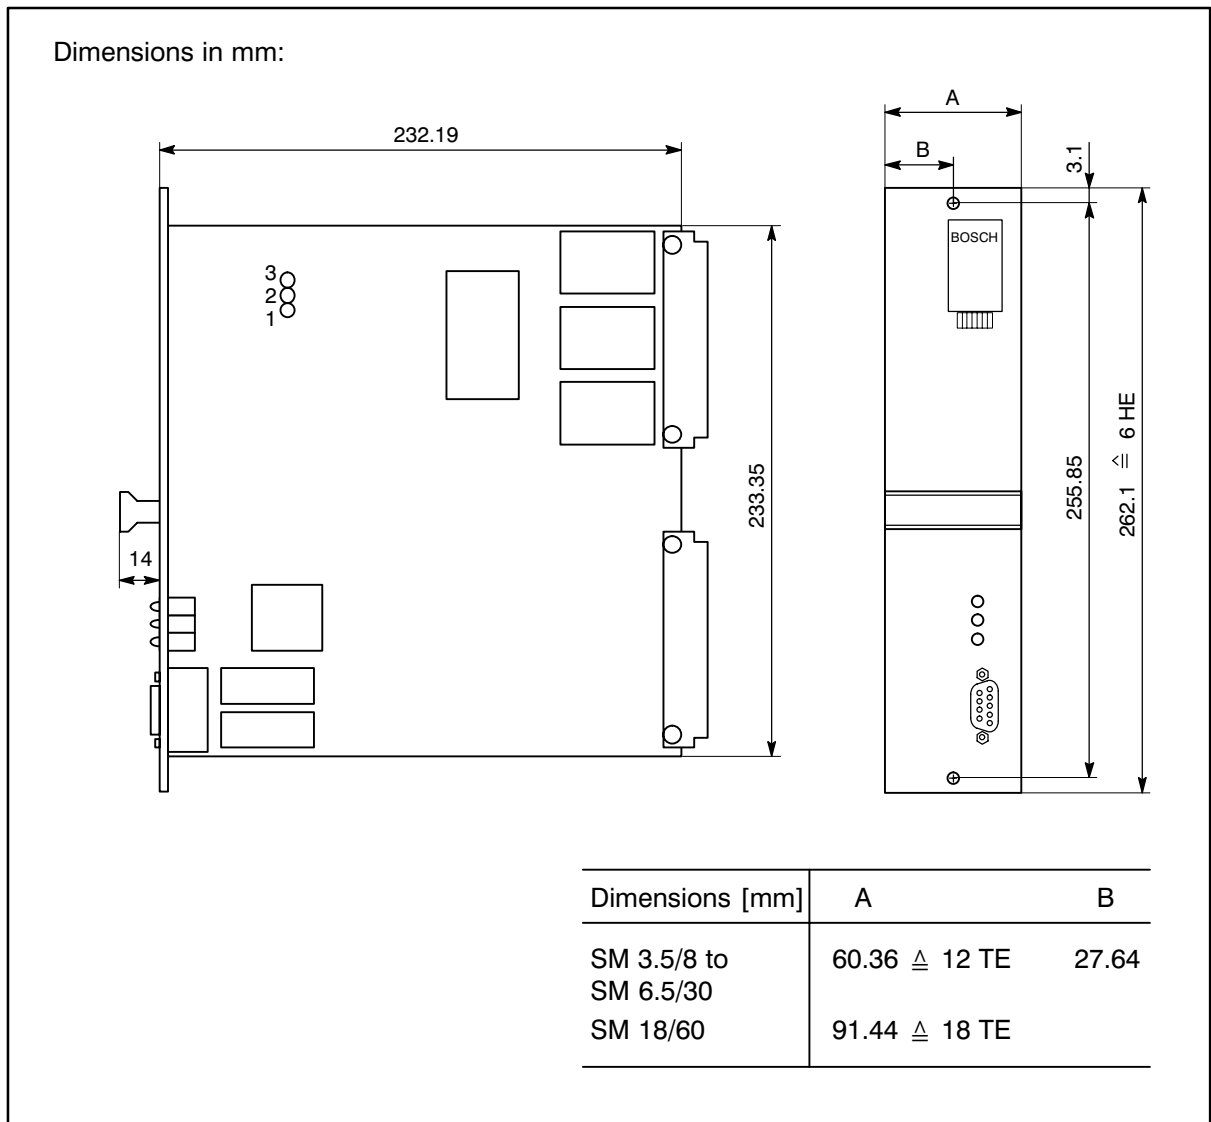 Dimensions in mm:
A
232.19
B
3.1
BOSCH
3
2
1
233.35
255.85
262.1 ≙ 6 HE
14
Dimensions [mm] A B
SM 3.5/8 to 60.36 ≙ 12 TE 27.64
SM 6.5/30
SM 18/60 91.44 ≙ 18 TE